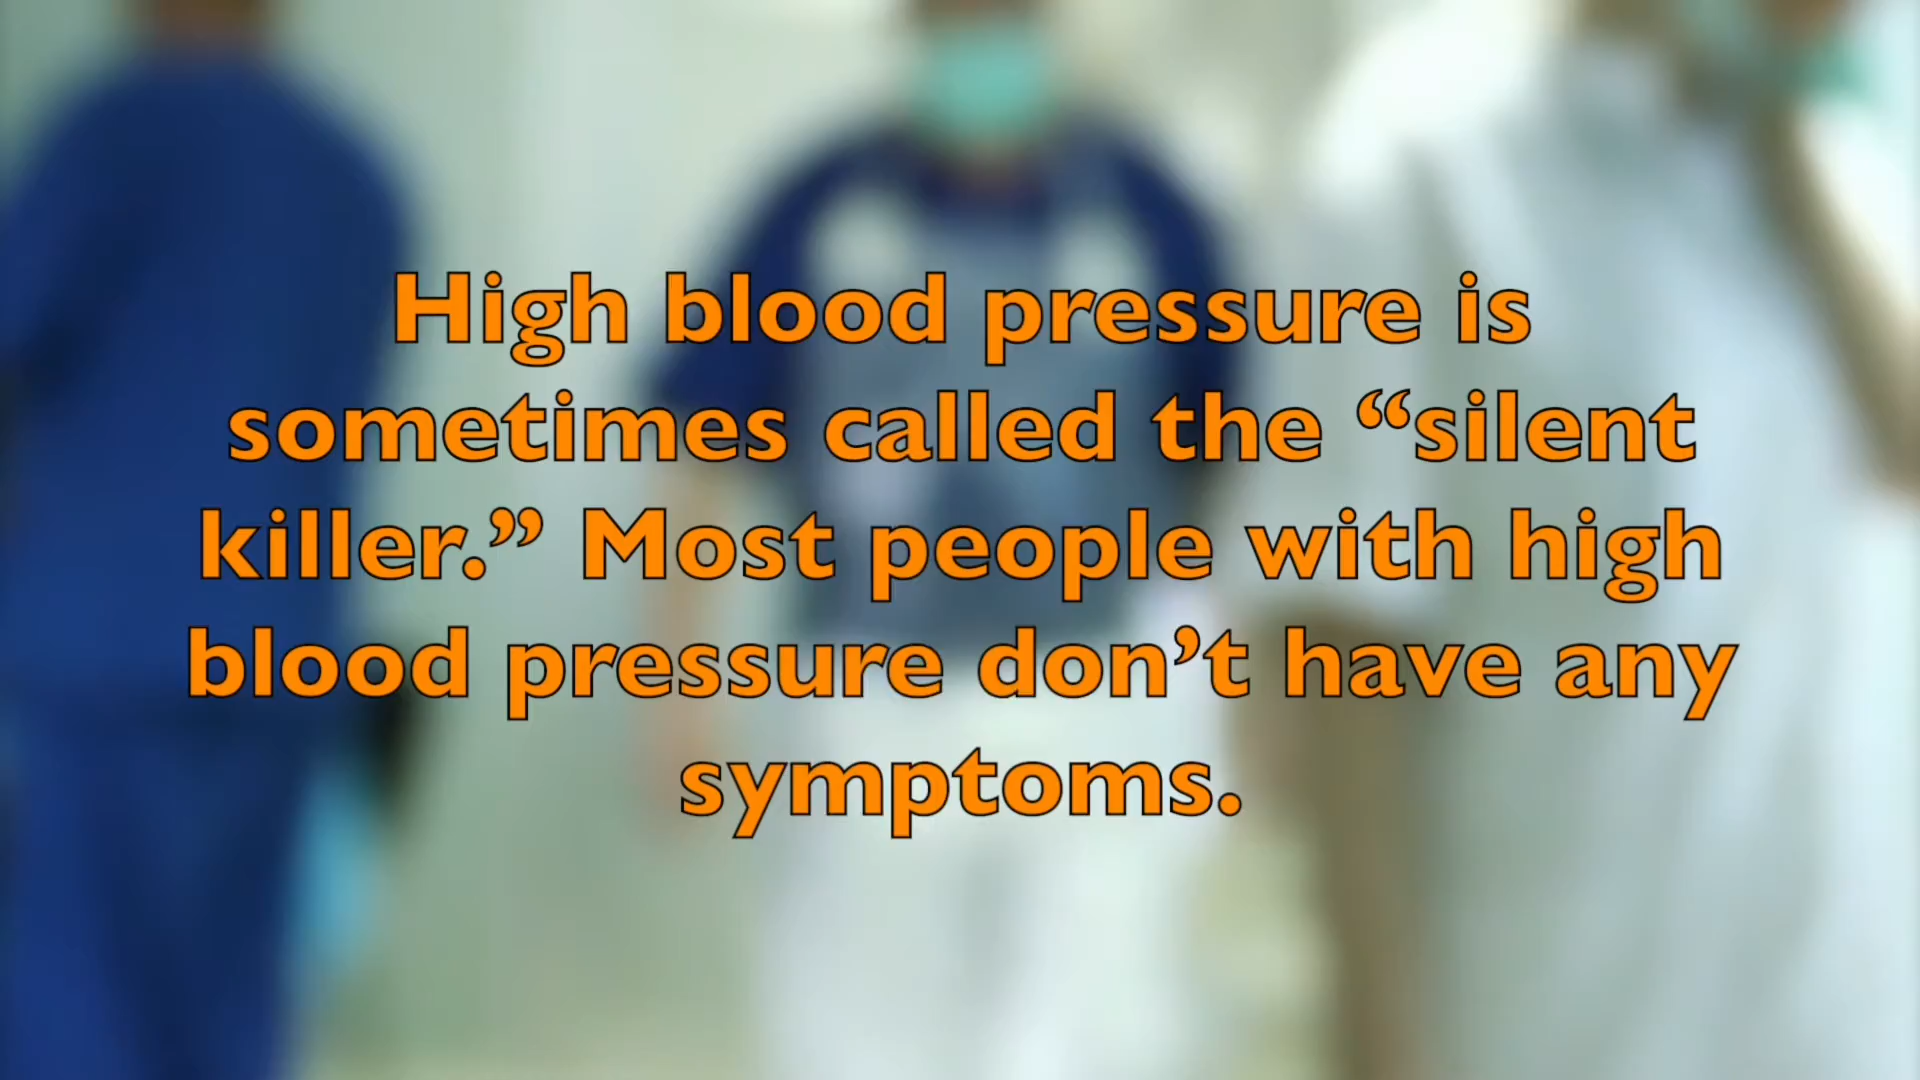 High blood pressure is
sometimes called the “silent
killer.” Most people with high
blood pressure don’t have any
symptoms.